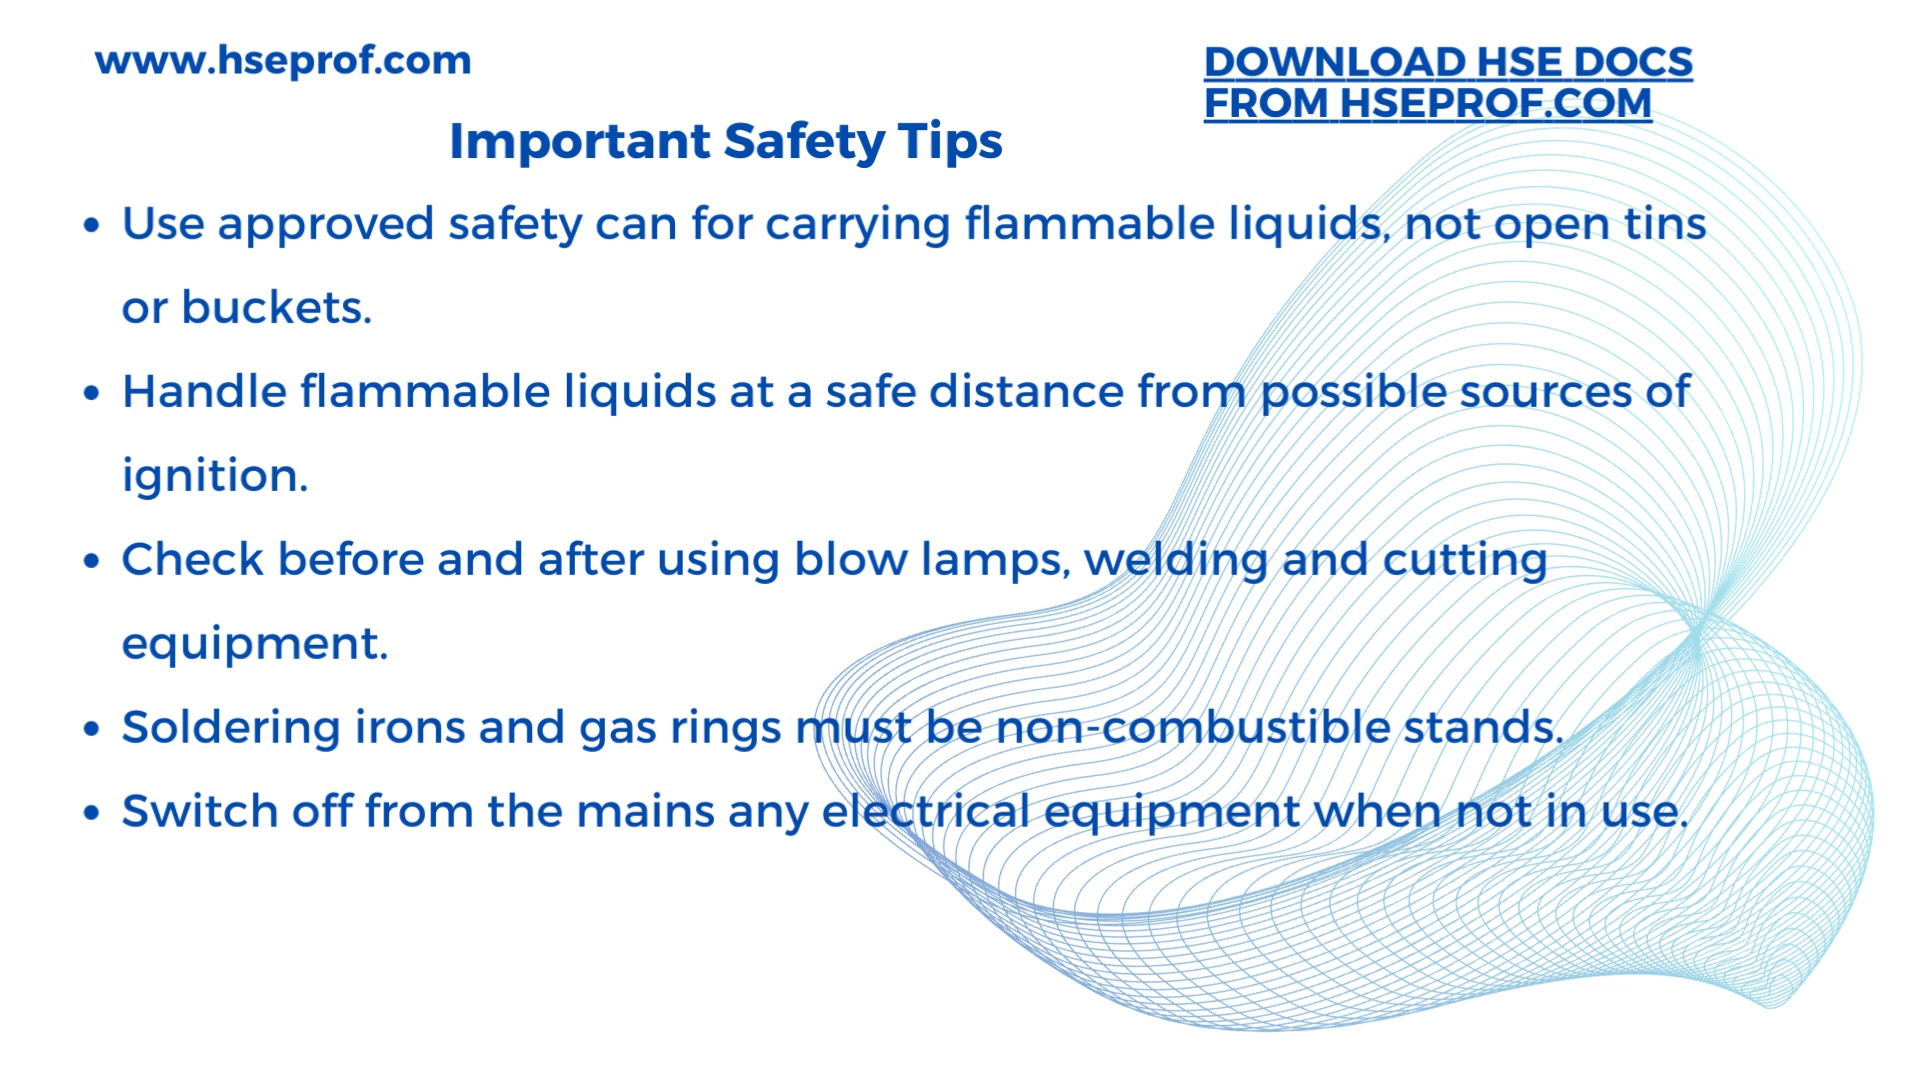 www.hseprof.com
DOWNLOAD HSE DOCS
FROM HSEPROF.COM
Important Safety Tips
• Use approved safety can for carrying flammable liquids, not open tins
or buckets.
• Handle flammable liquids at a safe distance from possible sources of
ignition.
• Check before and after using blow lamps, welding and cutting
equipment.
• Soldering irons and gas rings must be non-combustible stands.
• Switch off from the mains any electrical equipment when not in use.